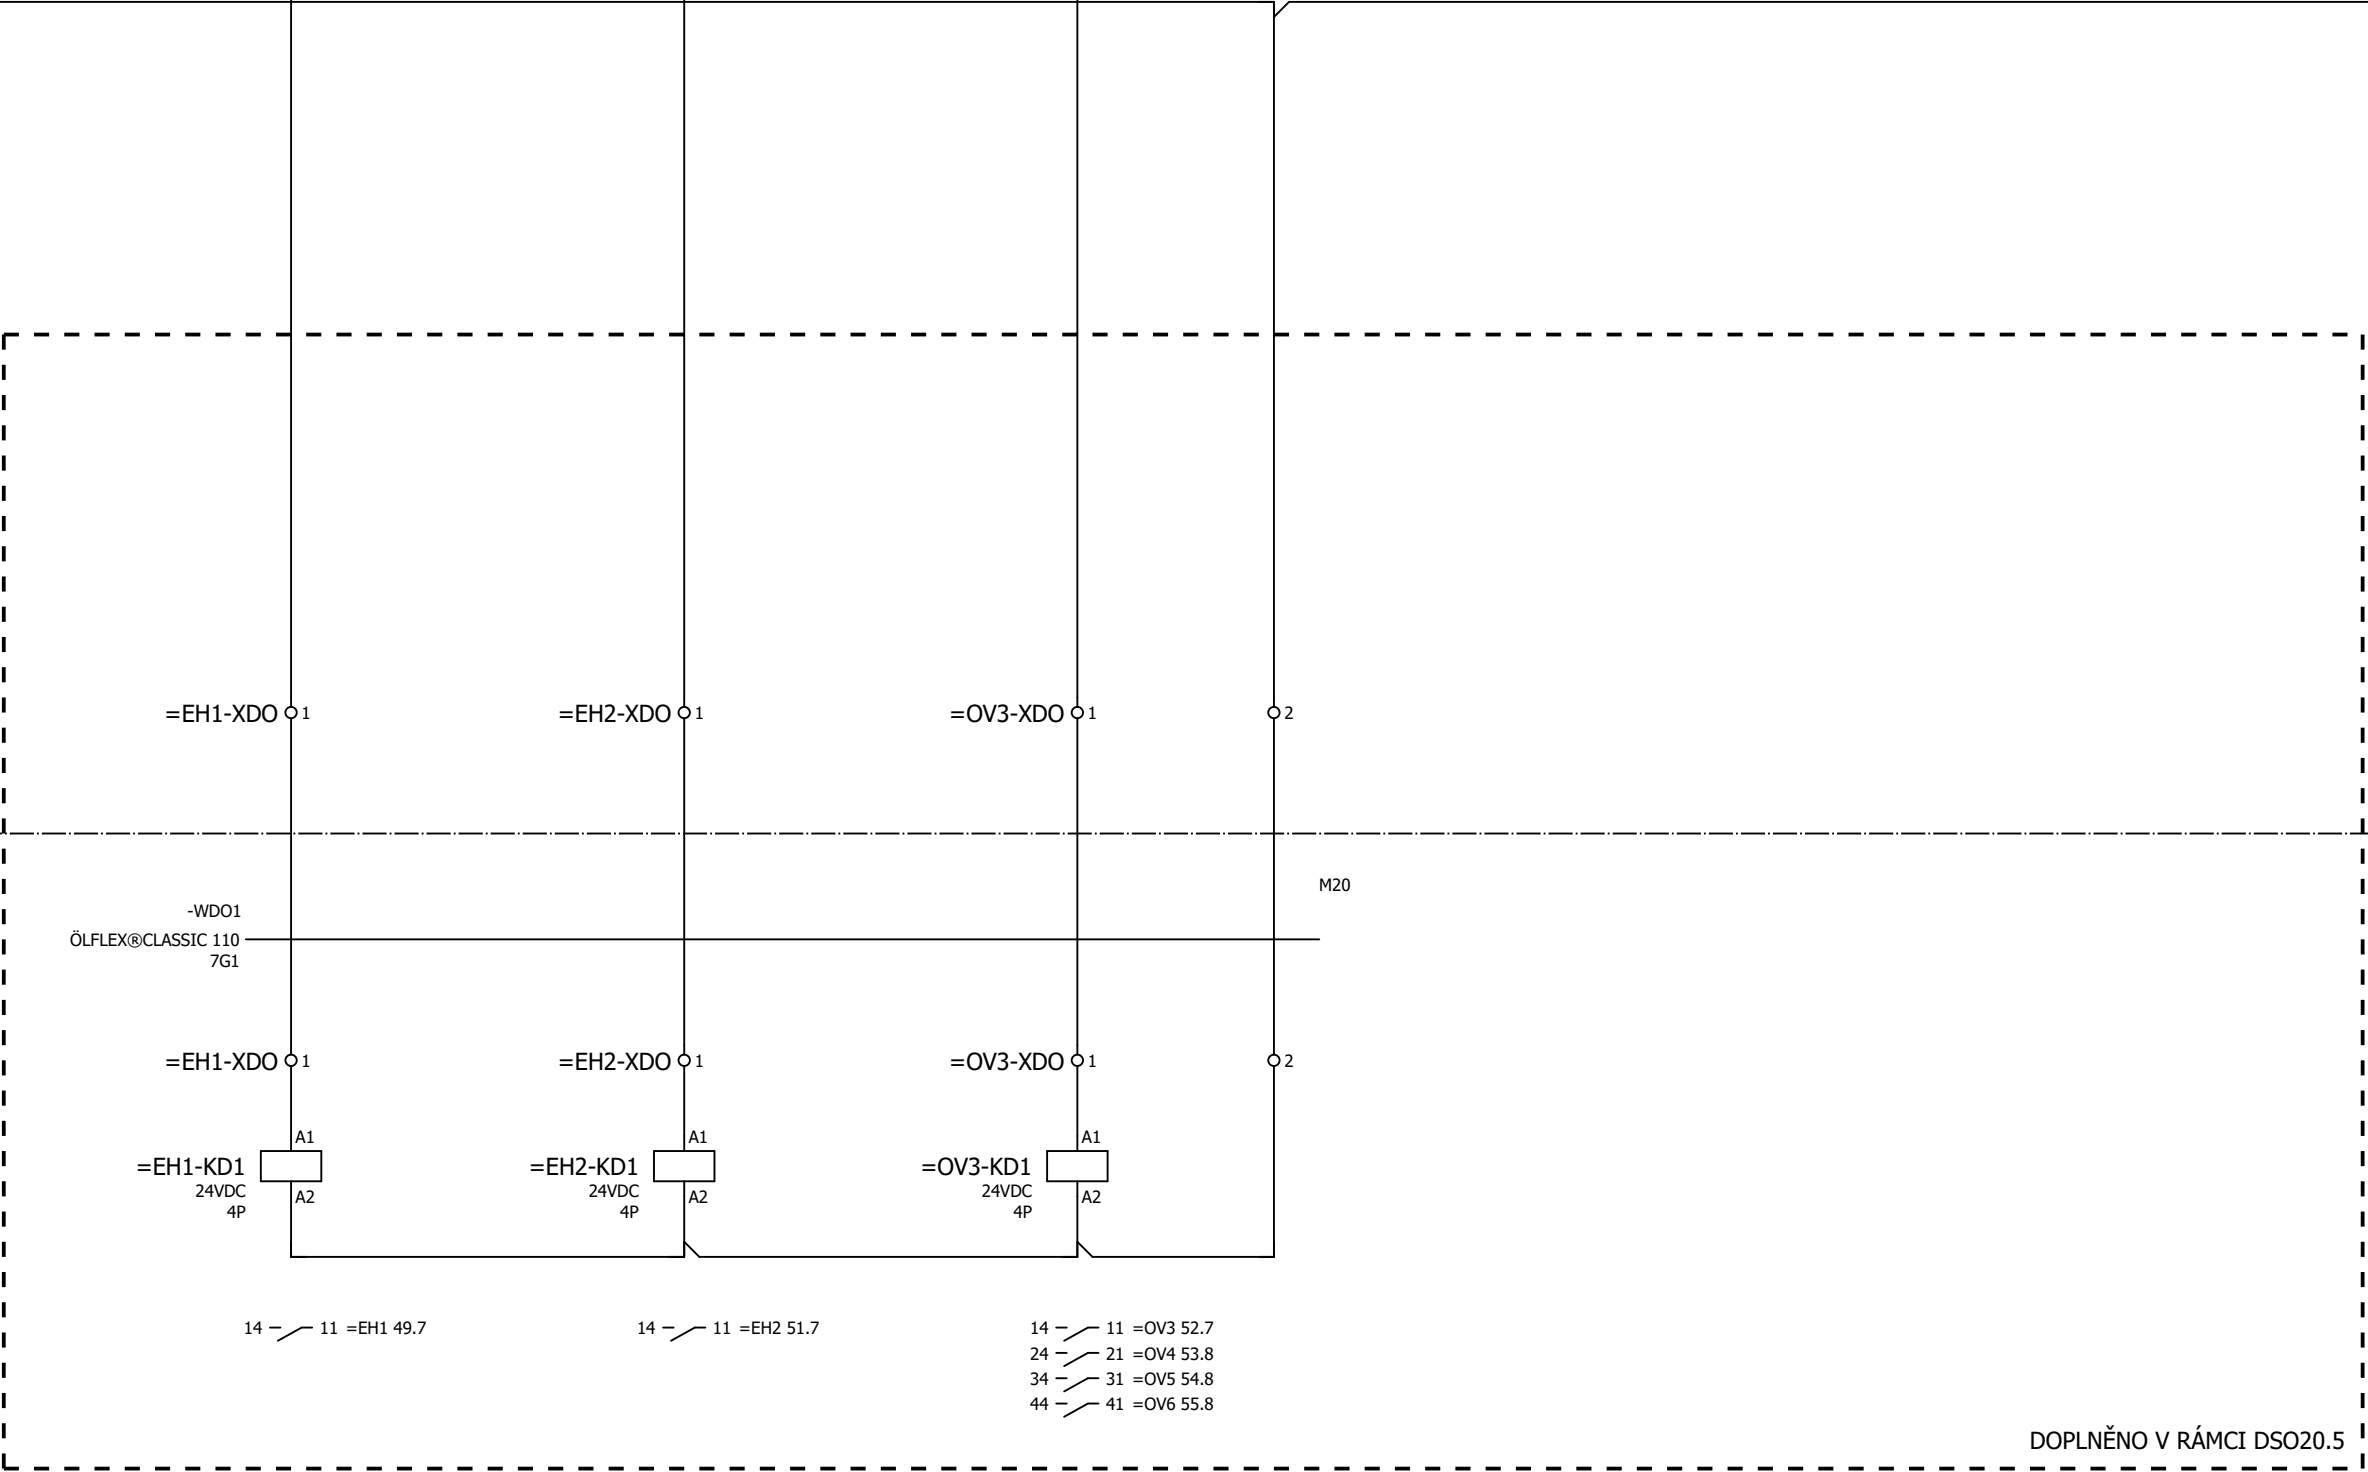 =EH1-XDO 1
=EH2-XDO 1
=OV3-XDO 1
2
M20
-WDO1
ÖLFLEX®CLASSIC 110
7G1
=EH1-XDO 1
=EH2-XDO 1
=OV3-XDO 1
2
A1
=EH1-KD1
24VDC
4P
A2
A1
=EH2-KD1
24VDC
4P
A2
A1
=OV3-KD1
24VDC
4P
A2
14 11 =EH1 49.7
14 11 =EH2 51.7
14 11 =OV3 52.7
24 21 =OV4 53.8
34 31 =OV5 54.8
44 41 =OV6 55.8
DOPLNĚNO V RÁMCI DSO20.5